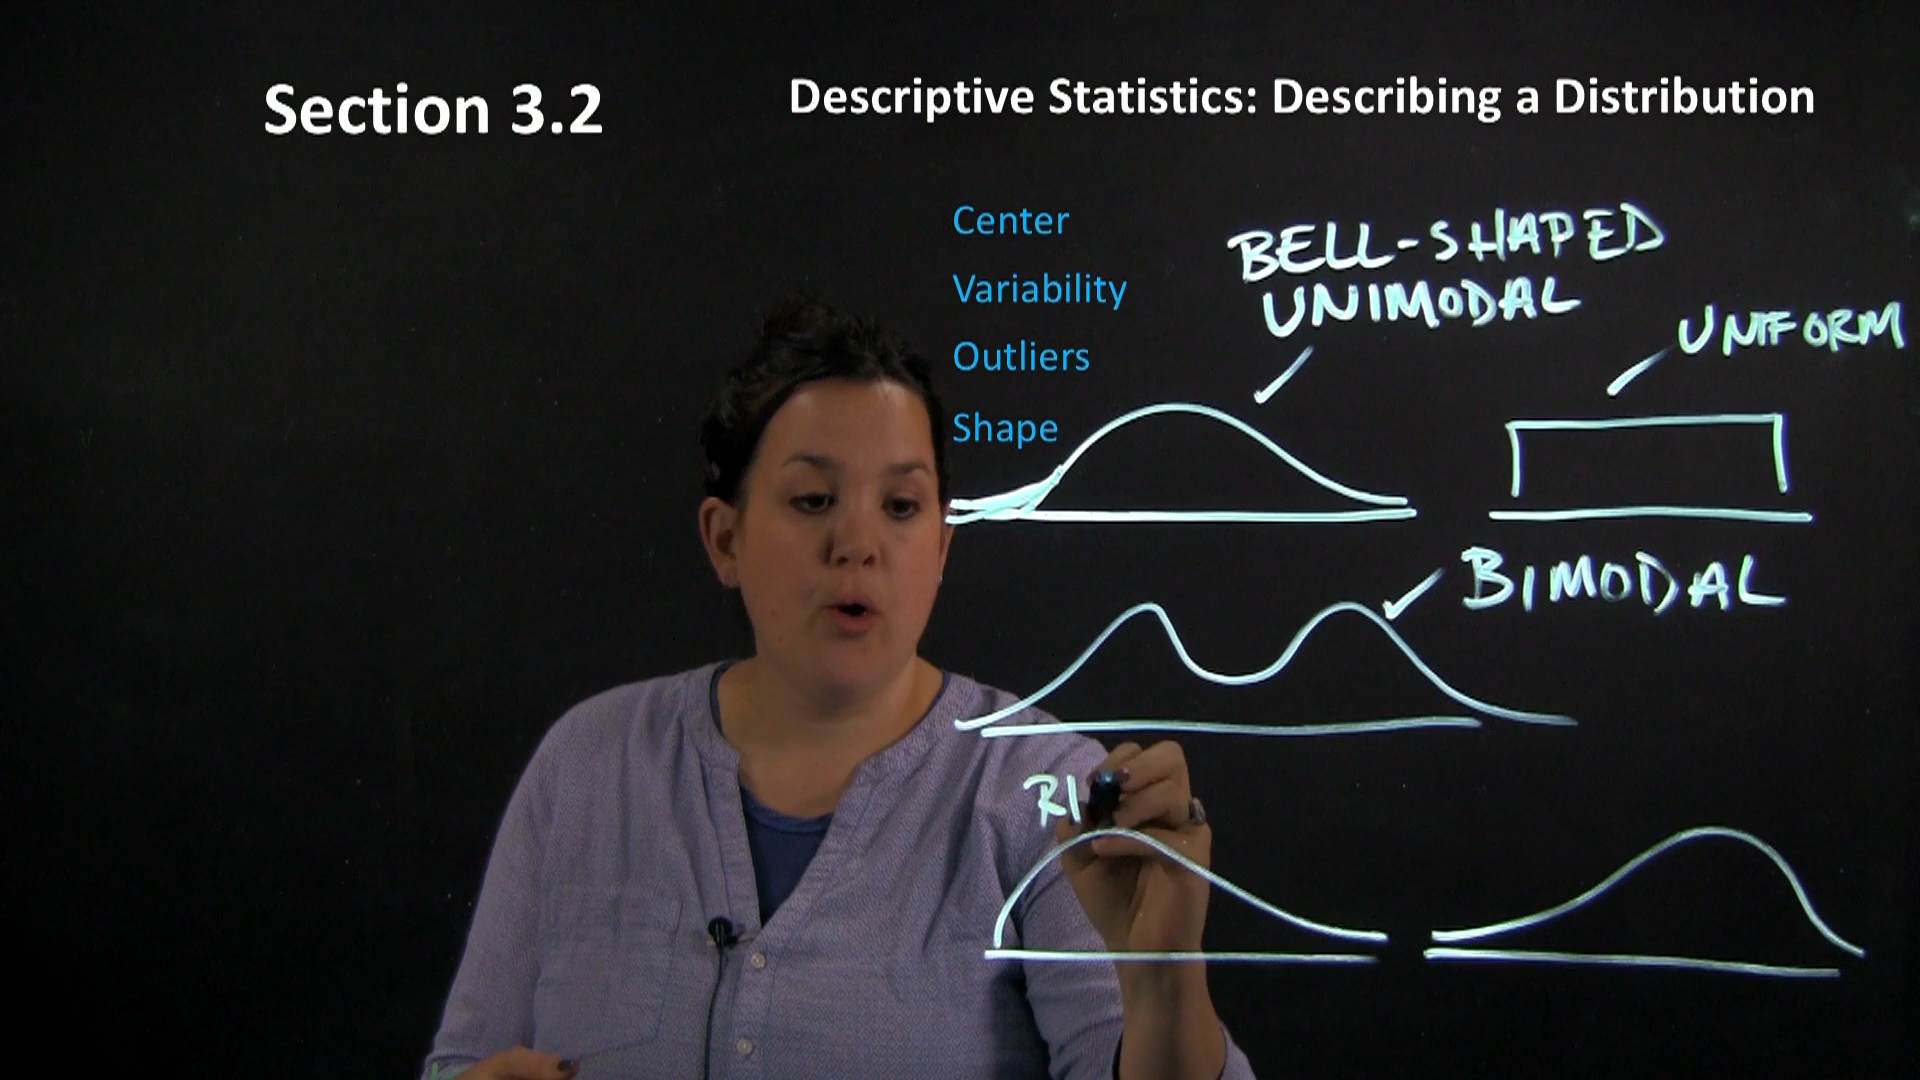 Section 3.2
Descriptive Statistics: Describing a Distribution
Center
Variability
Outliers
Shape
BELL-SHAPED
UNIMODAL
UNIFORM
BIMODAL
RI